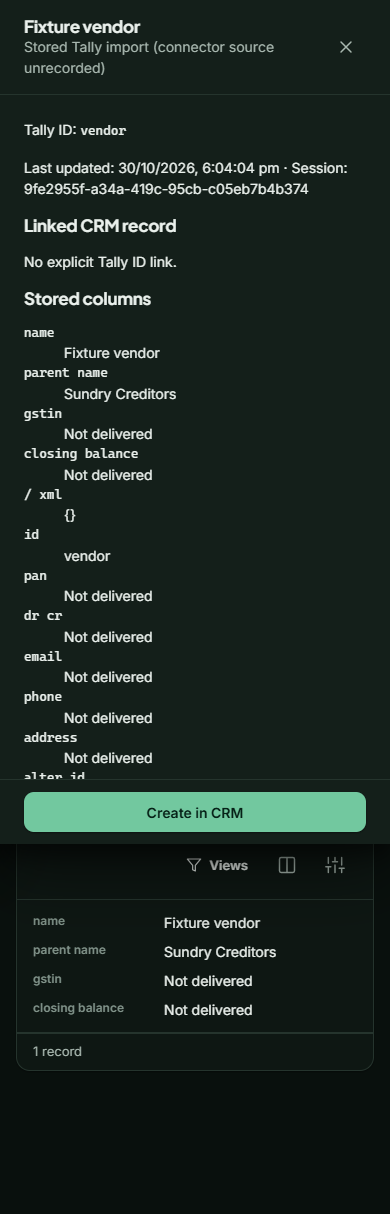 Fixture vendor
Stored Tally import (connector source
unrecorded)
Tally ID: vendor
Last updated: 30/10/2026, 6:04:04 pm · Session:
9fe2955f-a34a-419c-95cb-c05eb7b4b374
Linked CRM record
No explicit Tally ID link.
Stored columns
name
Fixture vendor
parent name
Sundry Creditors
gstin
Not delivered
closing balance
Not delivered
/ xml
{}
id
vendor
pan
Not delivered
dr cr
Not delivered
email
Not delivered
phone
Not delivered
address
Not delivered
alter id
Create in CRM
Views
name Fixture vendor
parent name Sundry Creditors
gstin Not delivered
closing balance Not delivered
1 record